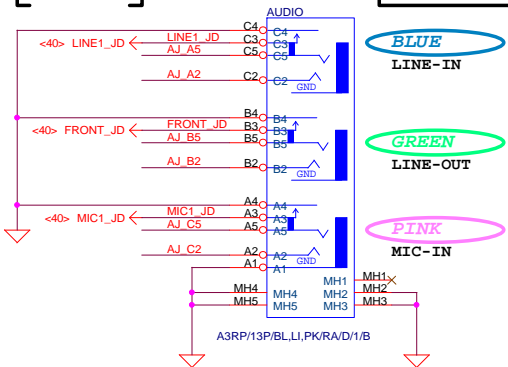 AUDIO
C4 C4
<40> LINE1_JD LINE1_JD C3 C3
AJ_A5 C5 C5
BLUE
LINE-IN
AJ_A2 C2 C2
GND
B4 B4
<40> FRONT_JD FRONT_JD B3 B3
AJ_B5 B5 B5
GREEN
LINE-OUT
AJ_B2 B2 B2
GND
A4 A4
<40> MIC1_JD MIC1_JD A3 A3
AJ_C5 A5 A5
PINK
MIC-IN
AJ_C2 A2 A2
GND
A1 A1
MH1 MH1
MH4 MH4 MH2 MH2
MH5 MH5 MH3 MH3
A3RP/13P/BL,LI,PK/RA/D/1/B